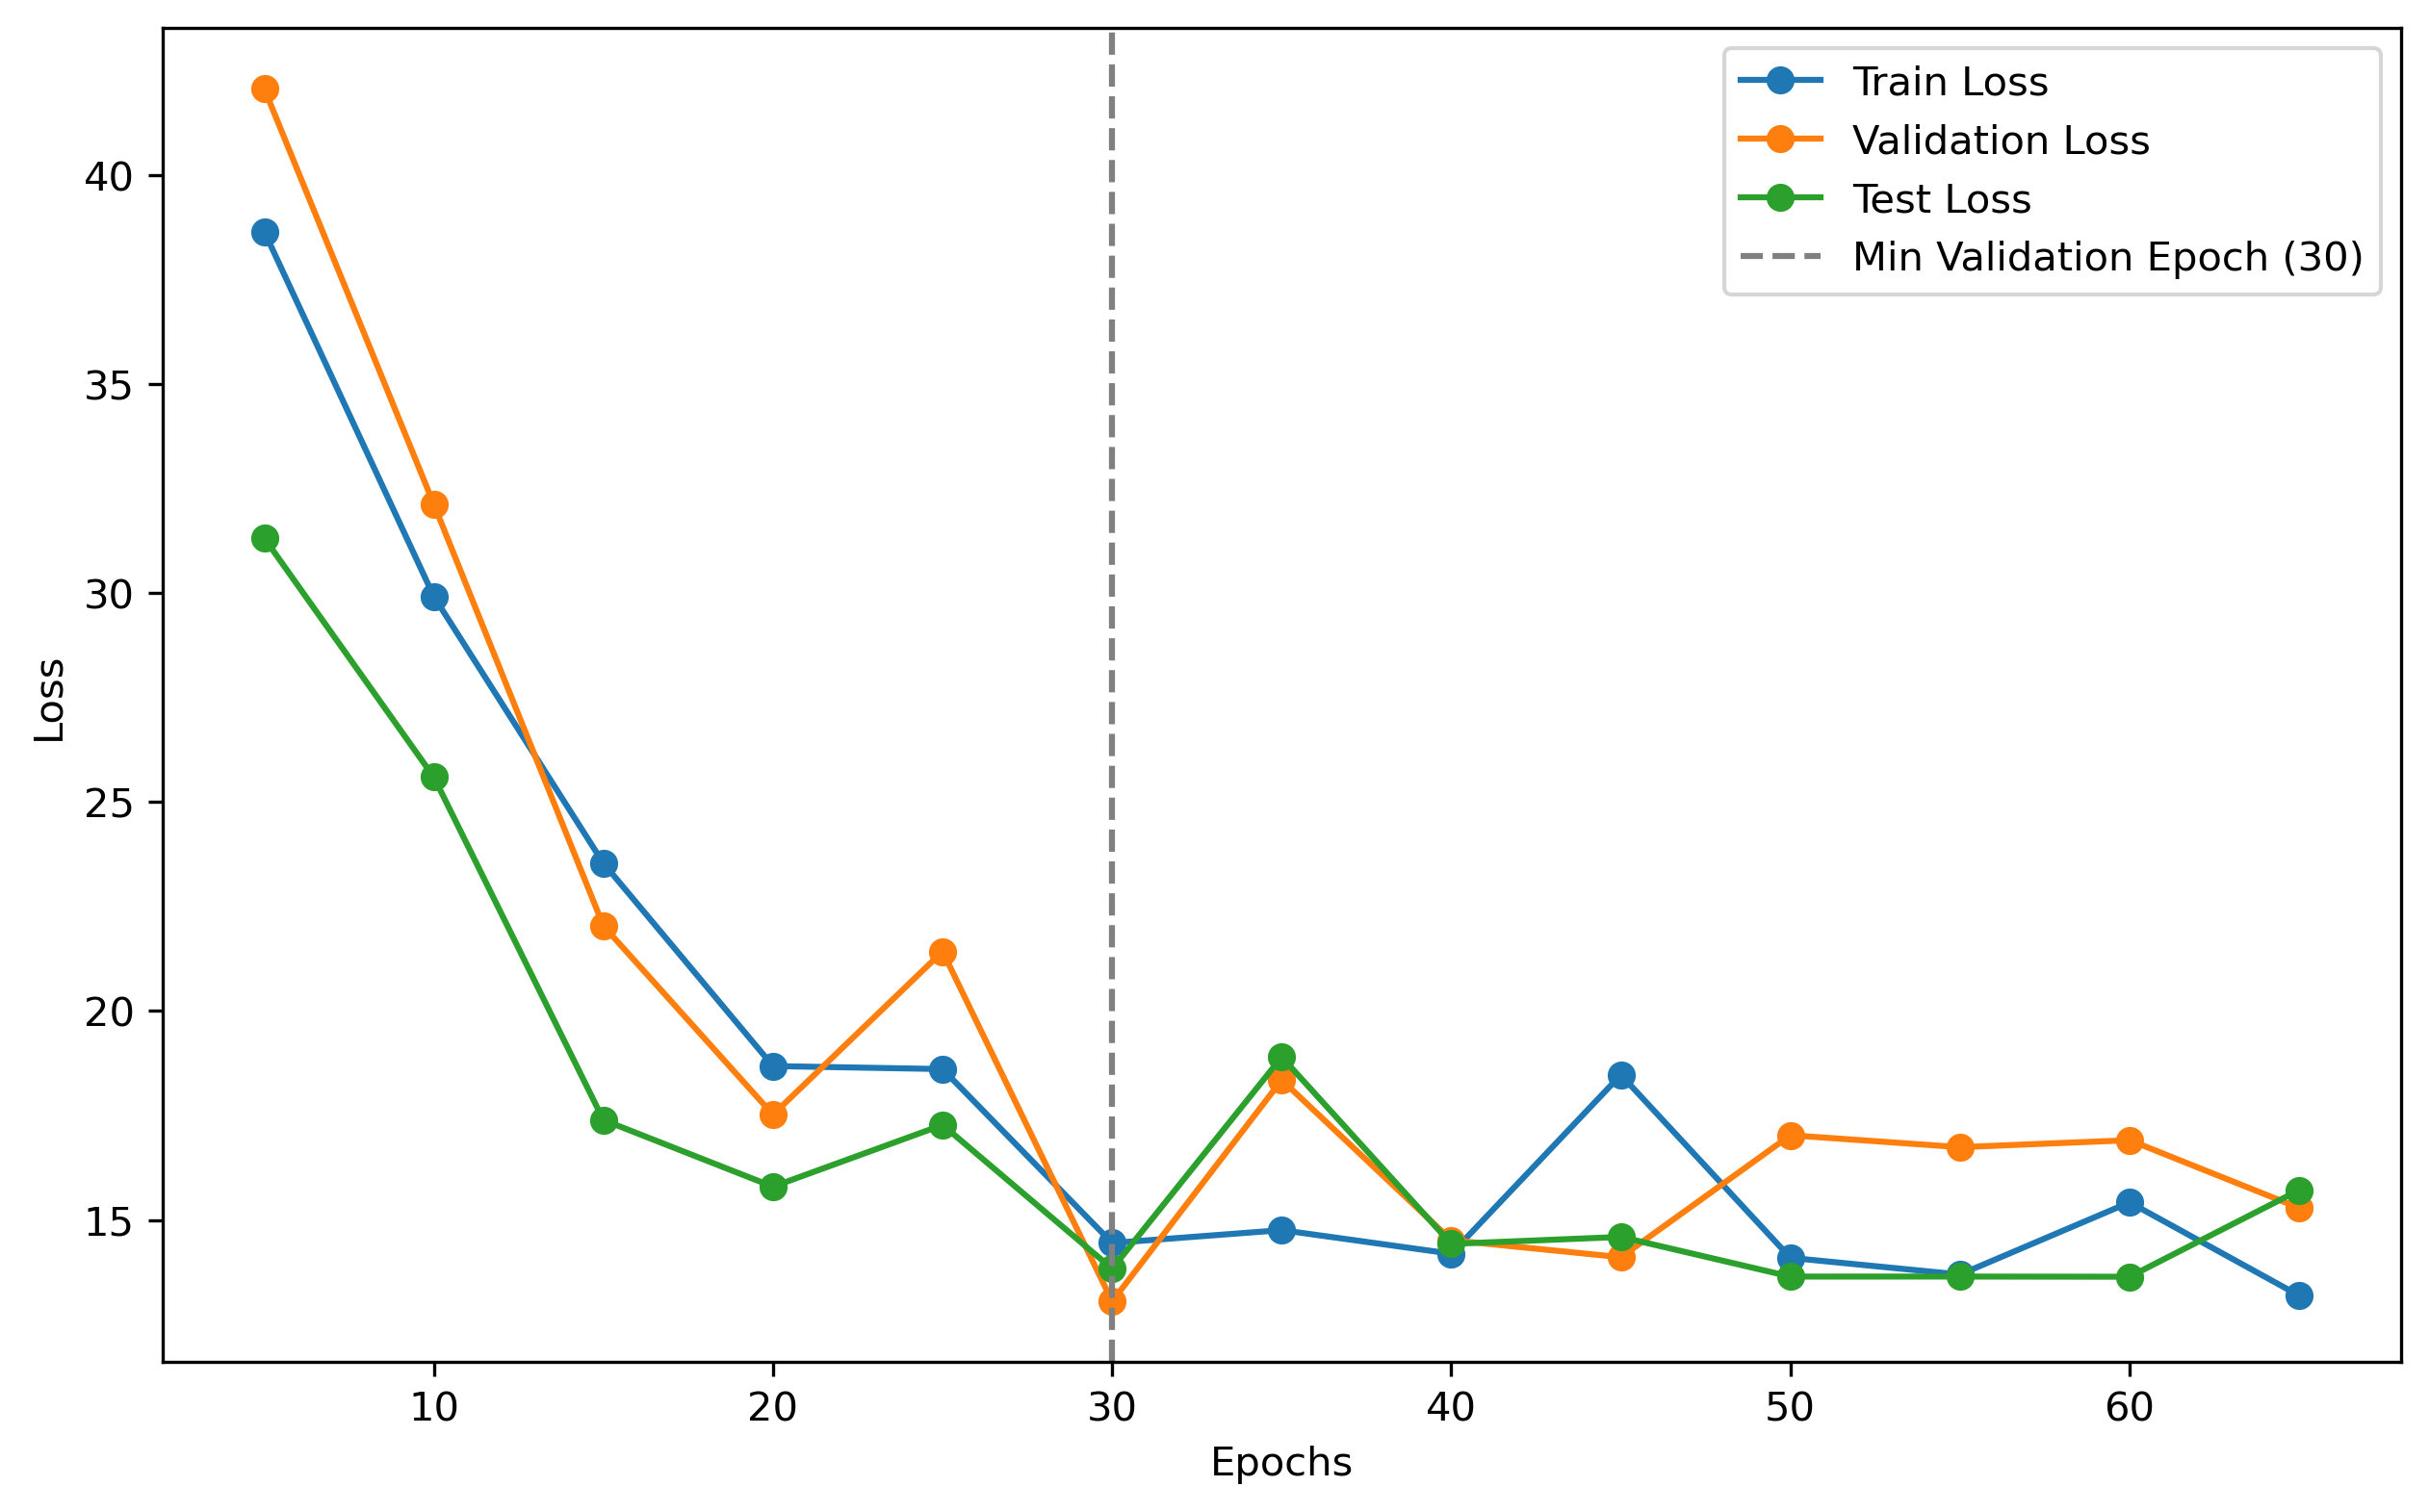 Train Loss
Validation Loss
Test Loss
Min Validation Epoch (30)
40
35
30
25
20
15
Loss
10 20 30 40 50 60
Epochs